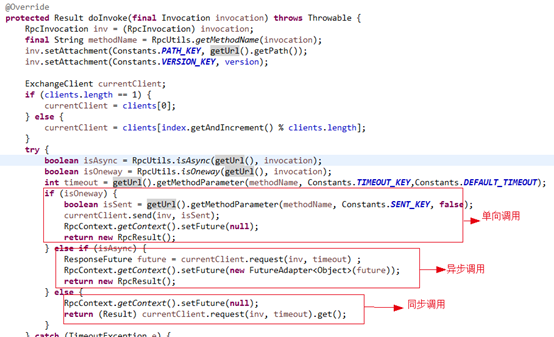 @Override
protected Result doInvoke(final Invocation invocation) throws Throwable {
RpcInvocation inv = (RpcInvocation) invocation;
final String methodName = RpcUtils.getMethodName(invocation);
inv.setAttachment(Constants.PATH_KEY, getUrl().getPath());
inv.setAttachment(Constants.VERSION_KEY, version);
ExchangeClient currentClient;
if (clients.length == 1) {
currentClient = clients[0];
} else {
currentClient = clients[index.getAndIncrement() % clients.length];
}
try {
boolean isAsync = RpcUtils.isAsync(getUrl(), invocation);
boolean isOneway = RpcUtils.isOneway(getUrl(), invocation);
int timeout = getUrl().getMethodParameter(methodName, Constants.TIMEOUT_KEY,Constants.DEFAULT_TIMEOUT);
if (isOneway) {
boolean isSent = getUrl().getMethodParameter(methodName, Constants.SENT_KEY, false);
currentClient.send(inv, isSent);
RpcContext.getContext().setFuture(null);
return new RpcResult();
单向调用
} else if (isAsync) {
ResponseFuture future = currentClient.request(inv, timeout) ;
RpcContext.getContext().setFuture(new FutureAdapter<Object>(future));
return new RpcResult();
异步调用
} else {
RpcContext.getContext().setFuture(null);
return (Result) currentClient.request(inv, timeout).get();
同步调用
}
} catch (TimeoutException e) {